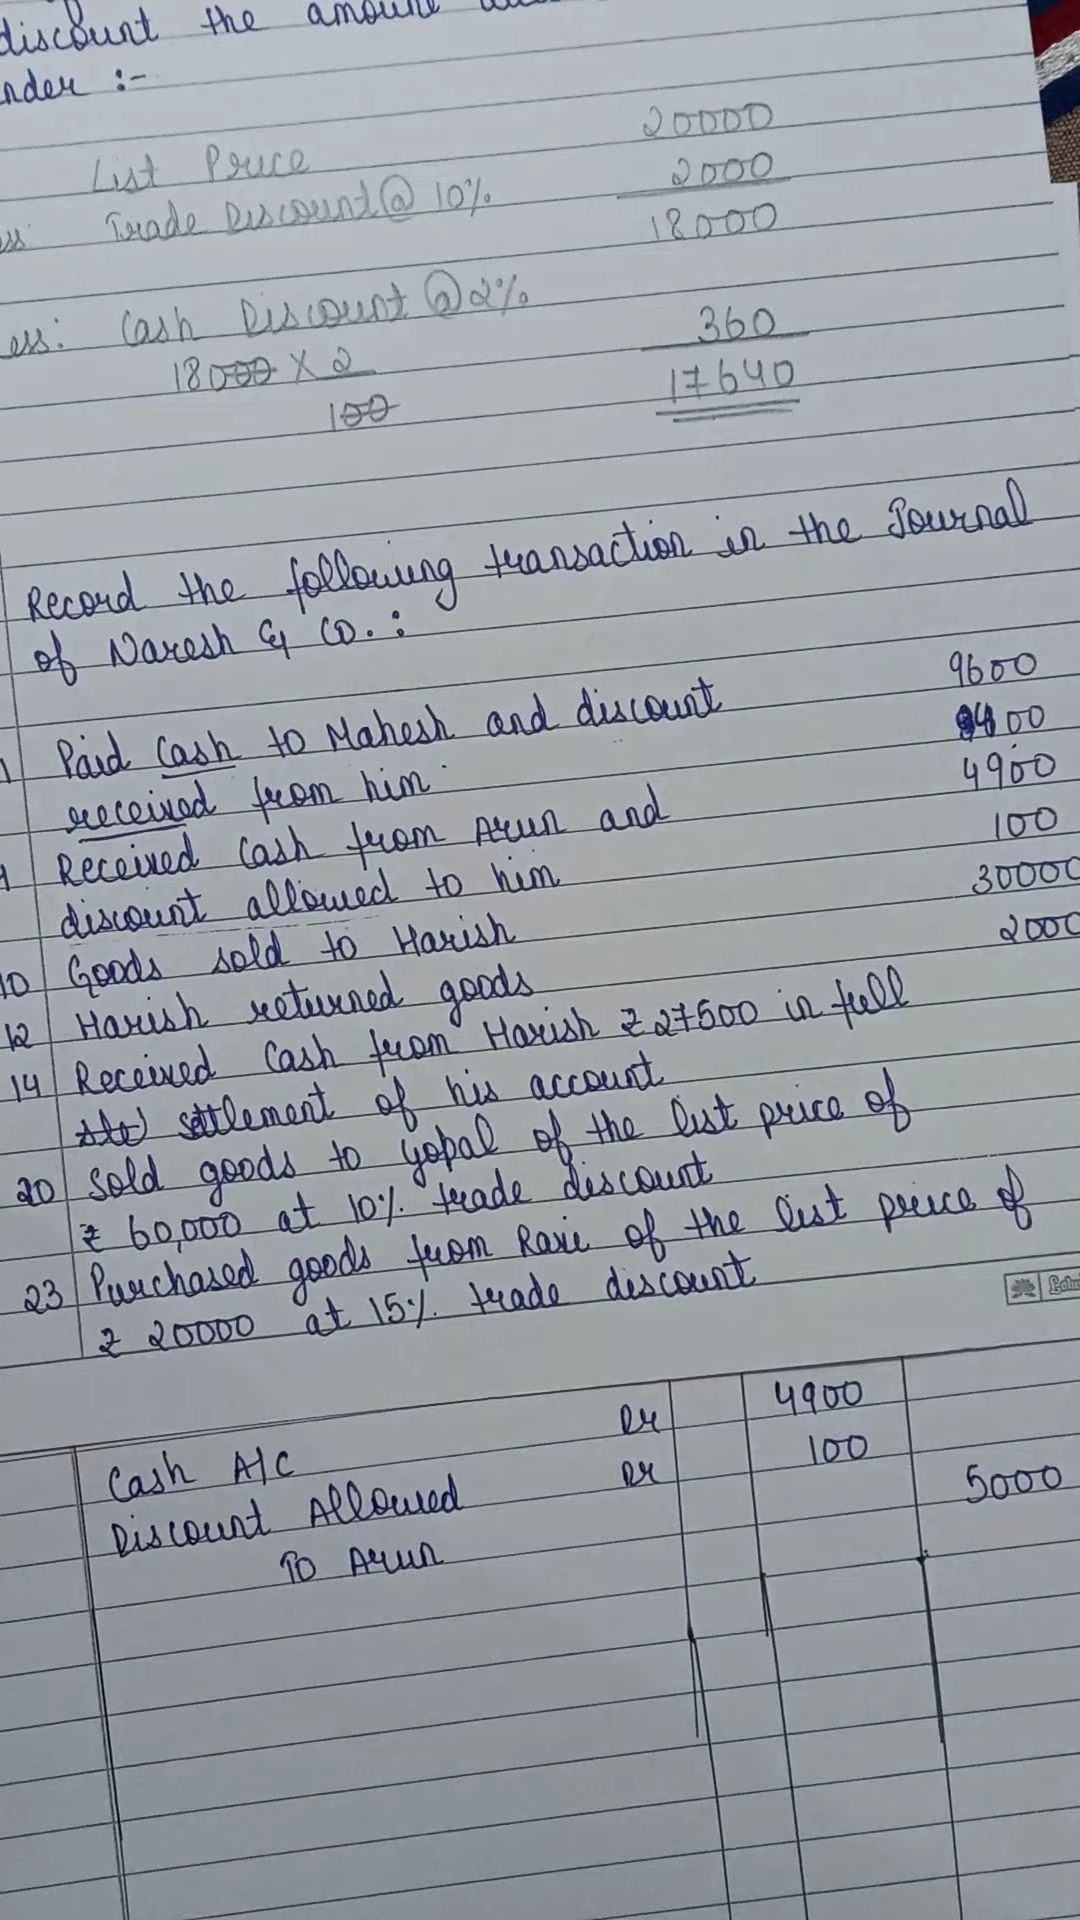 discount the amount
nder :-
List Price 20000
ss: Trade Discount @ 10% 2000
18000
ess: Cash Discount @ 2% 360
18000 X 2 17640
100
Record the following transaction in the Journal
of Naresh & CO. :
1 Paid Cash to Mahesh and discount 9600
received from him. 400
Received Cash from Arun and 4900
discount allowed to him 100
10 Goods sold to Harish 30000
12 Harish returned goods 2000
14 Received Cash from Harish ₹ 27500 in full
settlement of his account
20 Sold goods to Gopal of the list price of
₹ 60,000 at 10% trade discount
23 Purchased goods from Ravi of the list price of
₹ 20000 at 15% trade discount
Cash A/C Dr 4900
Discount Allowed Dr 100
To Arun 5000